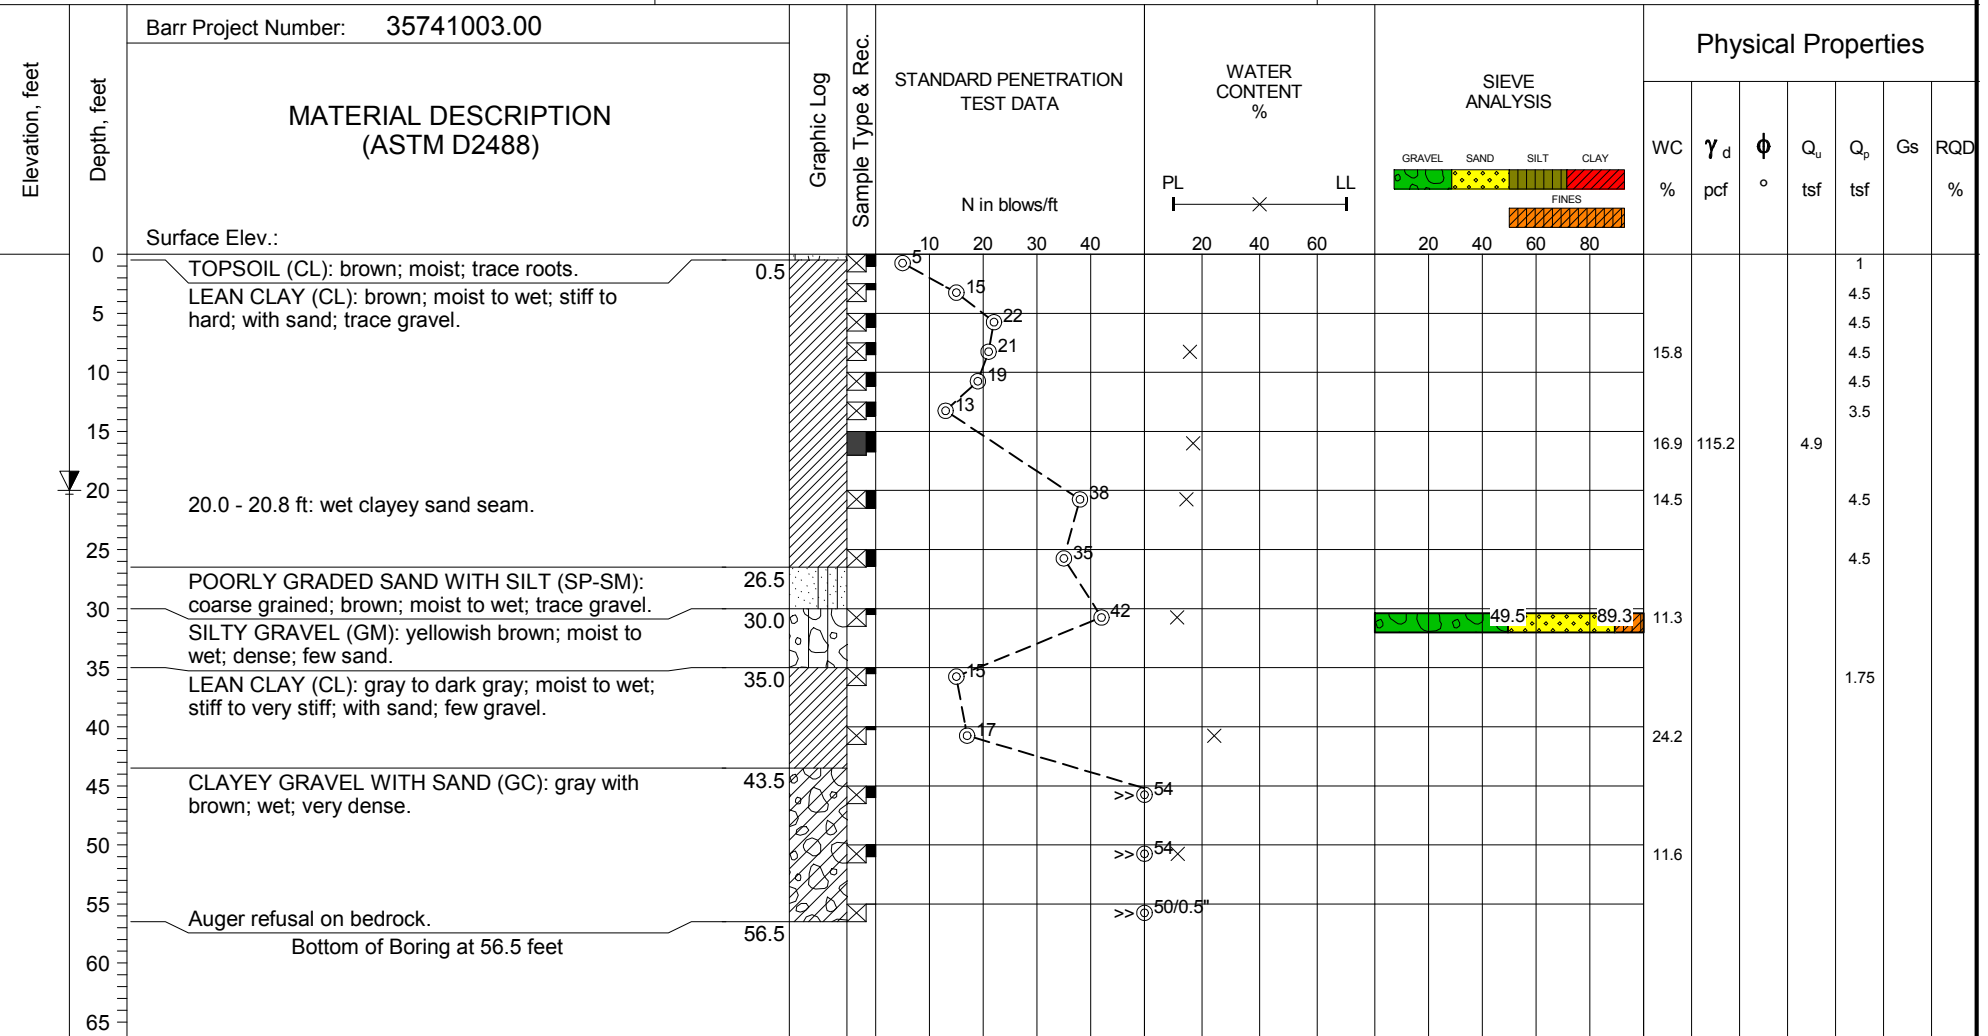 Barr Project Number: 35741003.00
Elevation, feet
Depth, feet
MATERIAL DESCRIPTION
(ASTM D2488)
Surface Elev.:
Graphic Log
Sample Type & Rec.
STANDARD PENETRATION
TEST DATA
N in blows/ft
10 20 30 40
WATER
CONTENT
%
PL LL
20 40 60
SIEVE
ANALYSIS
GRAVEL SAND SILT CLAY
FINES
20 40 60 80
Physical Properties
WC γ d ϕ Qu Qp Gs RQD
% pcf ° tsf tsf %
0
TOPSOIL (CL): brown; moist; trace roots.
0.5
5
1
LEAN CLAY (CL): brown; moist to wet; stiff to
hard; with sand; trace gravel.
15
4.5
5
22
4.5
21
15.8
4.5
10
19
4.5
13
3.5
15
16.9 115.2 4.9
20
20.0 - 20.8 ft: wet clayey sand seam.
38
14.5
4.5
25
35
4.5
POORLY GRADED SAND WITH SILT (SP-SM):
coarse grained; brown; moist to wet; trace gravel.
26.5
30
SILTY GRAVEL (GM): yellowish brown; moist to
wet; dense; few sand.
30.0
42
49.5 89.3
11.3
35
LEAN CLAY (CL): gray to dark gray; moist to wet;
stiff to very stiff; with sand; few gravel.
35.0
15
1.75
40
17
24.2
CLAYEY GRAVEL WITH SAND (GC): gray with
brown; wet; very dense.
43.5
45
>> 54
50
>> 54
11.6
55
Auger refusal on bedrock.
>> 50/0.5"
56.5
Bottom of Boring at 56.5 feet
60
65